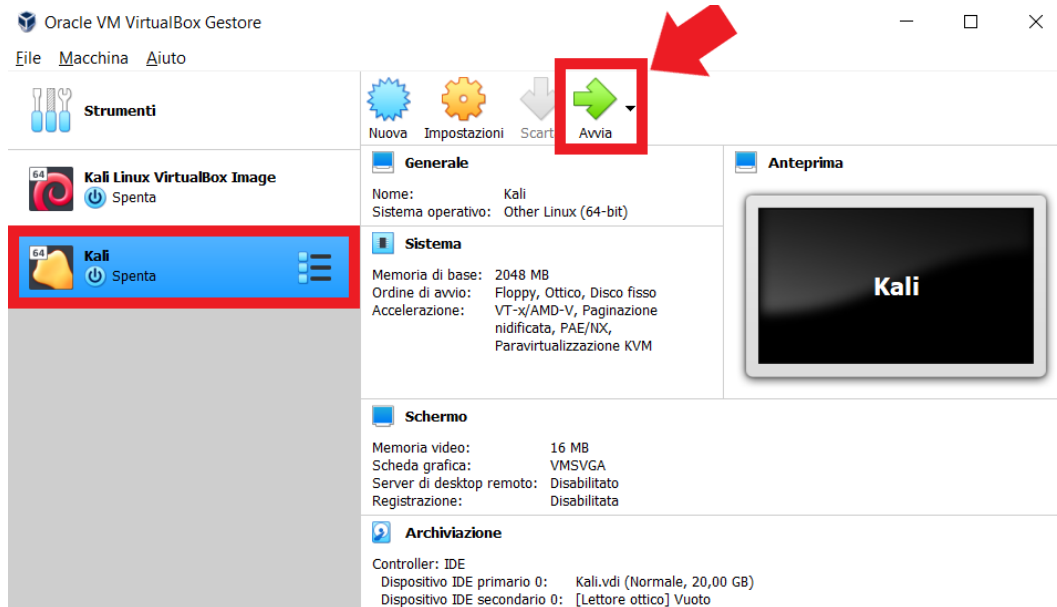 Oracle VM VirtualBox Gestore
File Macchina Aiuto
Strumenti
64
Kali Linux VirtualBox Image
Spenta
64
Kali
Spenta
Nuova Impostazioni Scart Avvia
Generale
Nome: Kali
Sistema operativo: Other Linux (64-bit)
Anteprima
Kali
Sistema
Memoria di base: 2048 MB
Ordine di avvio: Floppy, Ottico, Disco fisso
Accelerazione: VT-x/AMD-V, Paginazione
nidificata, PAE/NX,
Paravirtualizzazione KVM
Schermo
Memoria video: 16 MB
Scheda grafica: VMSVGA
Server di desktop remoto: Disabilitato
Registrazione: Disabilitata
Archiviazione
Controller: IDE
Dispositivo IDE primario 0: Kali.vdi (Normale, 20,00 GB)
Dispositivo IDE secondario 0: [Lettore ottico] Vuoto